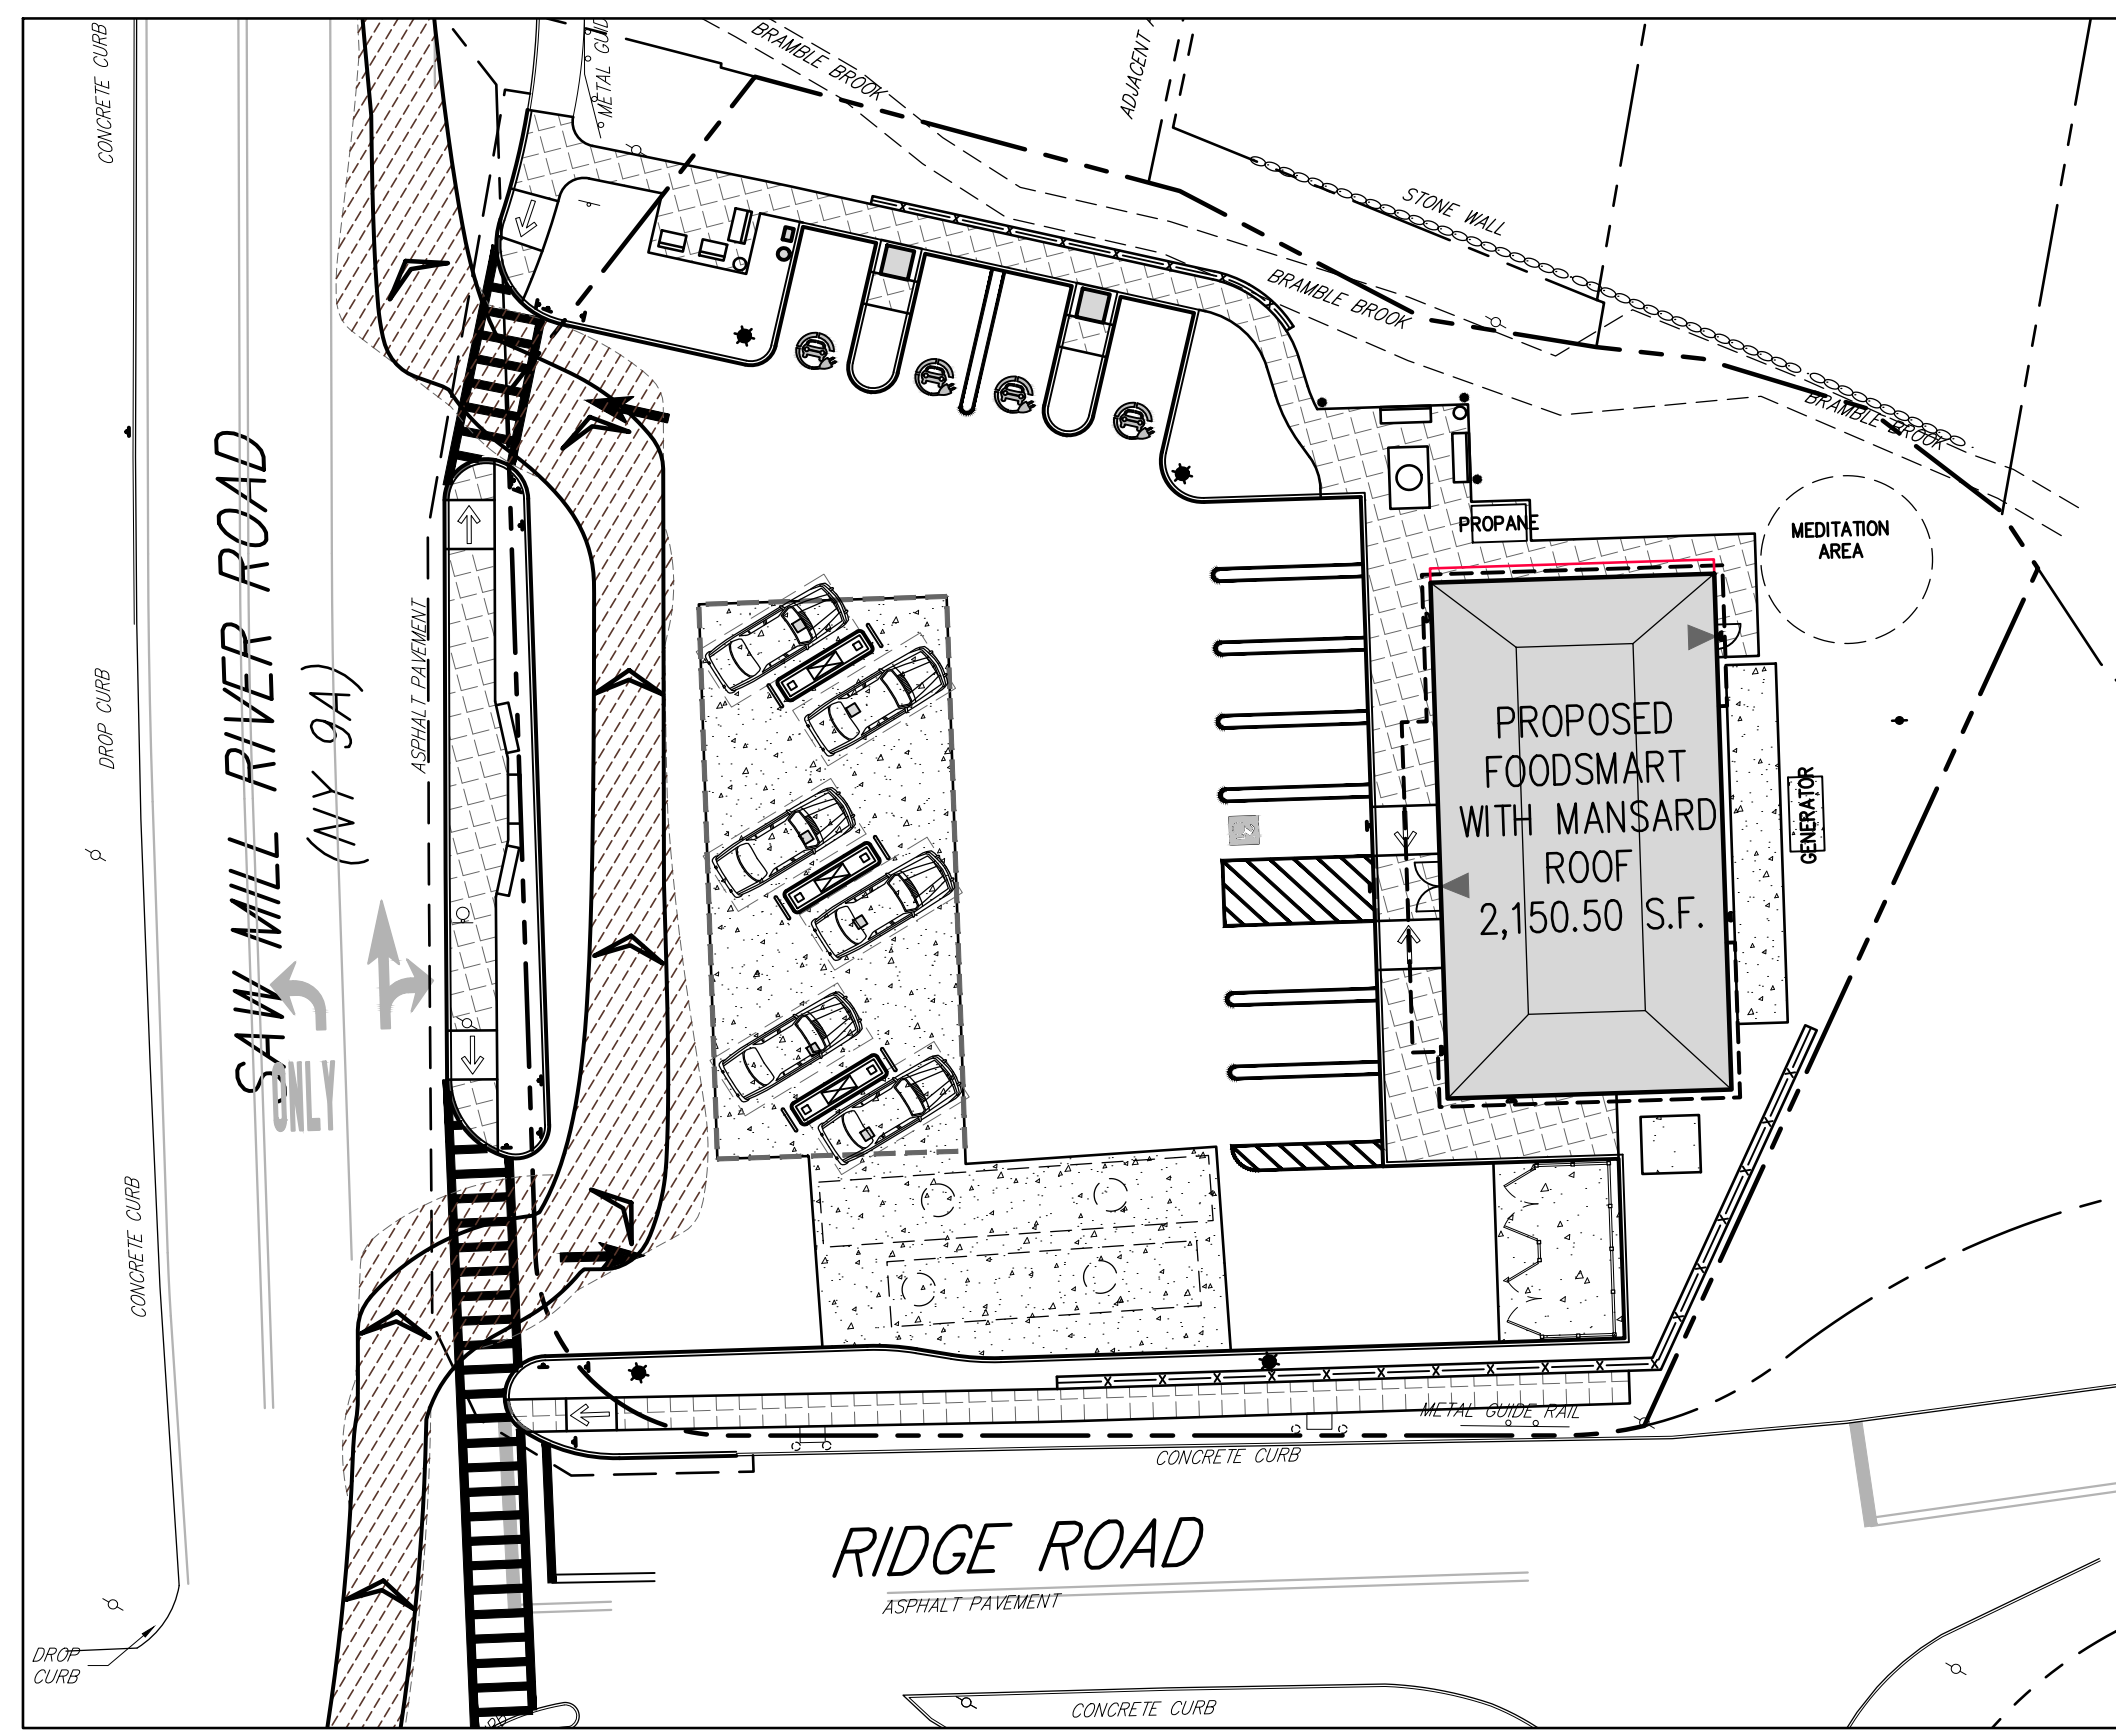 CONCRETE CURB
METAL GUID
BRAMBLE BROOK
ADJACENT
STONE WALL
BRAMBLE BROOK
BRAMBLE BROOK
MEDITATION
AREA
PROPANE
SAW MILL RIVER ROAD
(NY 9A)
ASPHALT PAVEMENT
DROP CURB
PROPOSED
FOODSMART
WITH MANSARD
ROOF
2,150.50 S.F.
GENERATOR
ONLY
CONCRETE CURB
METAL GUIDE RAIL
CONCRETE CURB
RIDGE ROAD
ASPHALT PAVEMENT
DROP
CURB
CONCRETE CURB